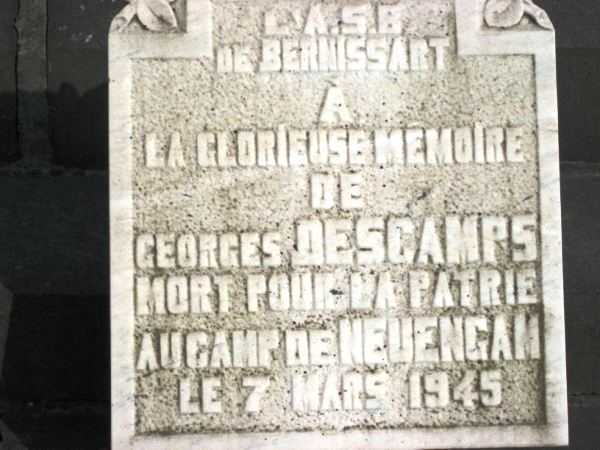 L'A.S.B
DE BERNISSART
À
LA GLORIEUSE MÉMOIRE
DE
GEORGES DESCAMPS
MORT POUR LA PATRIE
AU CAMP DE NEUENGAM
LE 7 MARS 1945